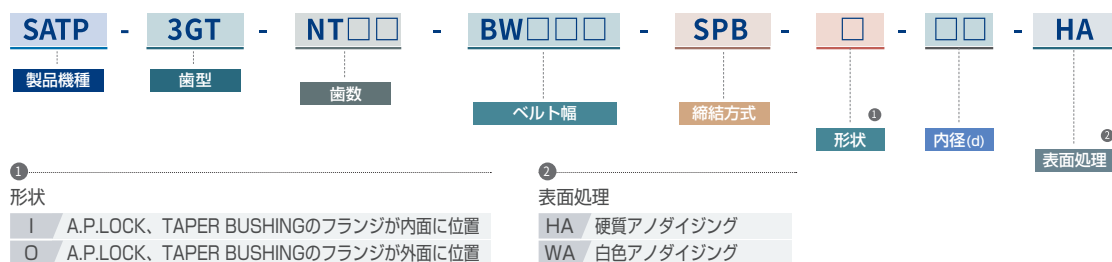 SATP - 3GT - NT□□ - BW□□□ - SPB - □ - □□ - HA
製品機種 歯型 歯数 ベルト幅 締結方式 形状 ❶ 内径(d) 表面処理 ❷
❶
形状
I A.P.LOCK、TAPER BUSHINGのフランジが内面に位置
O A.P.LOCK、TAPER BUSHINGのフランジが外面に位置
❷
表面処理
HA 硬質アノダイジング
WA 白色アノダイジング